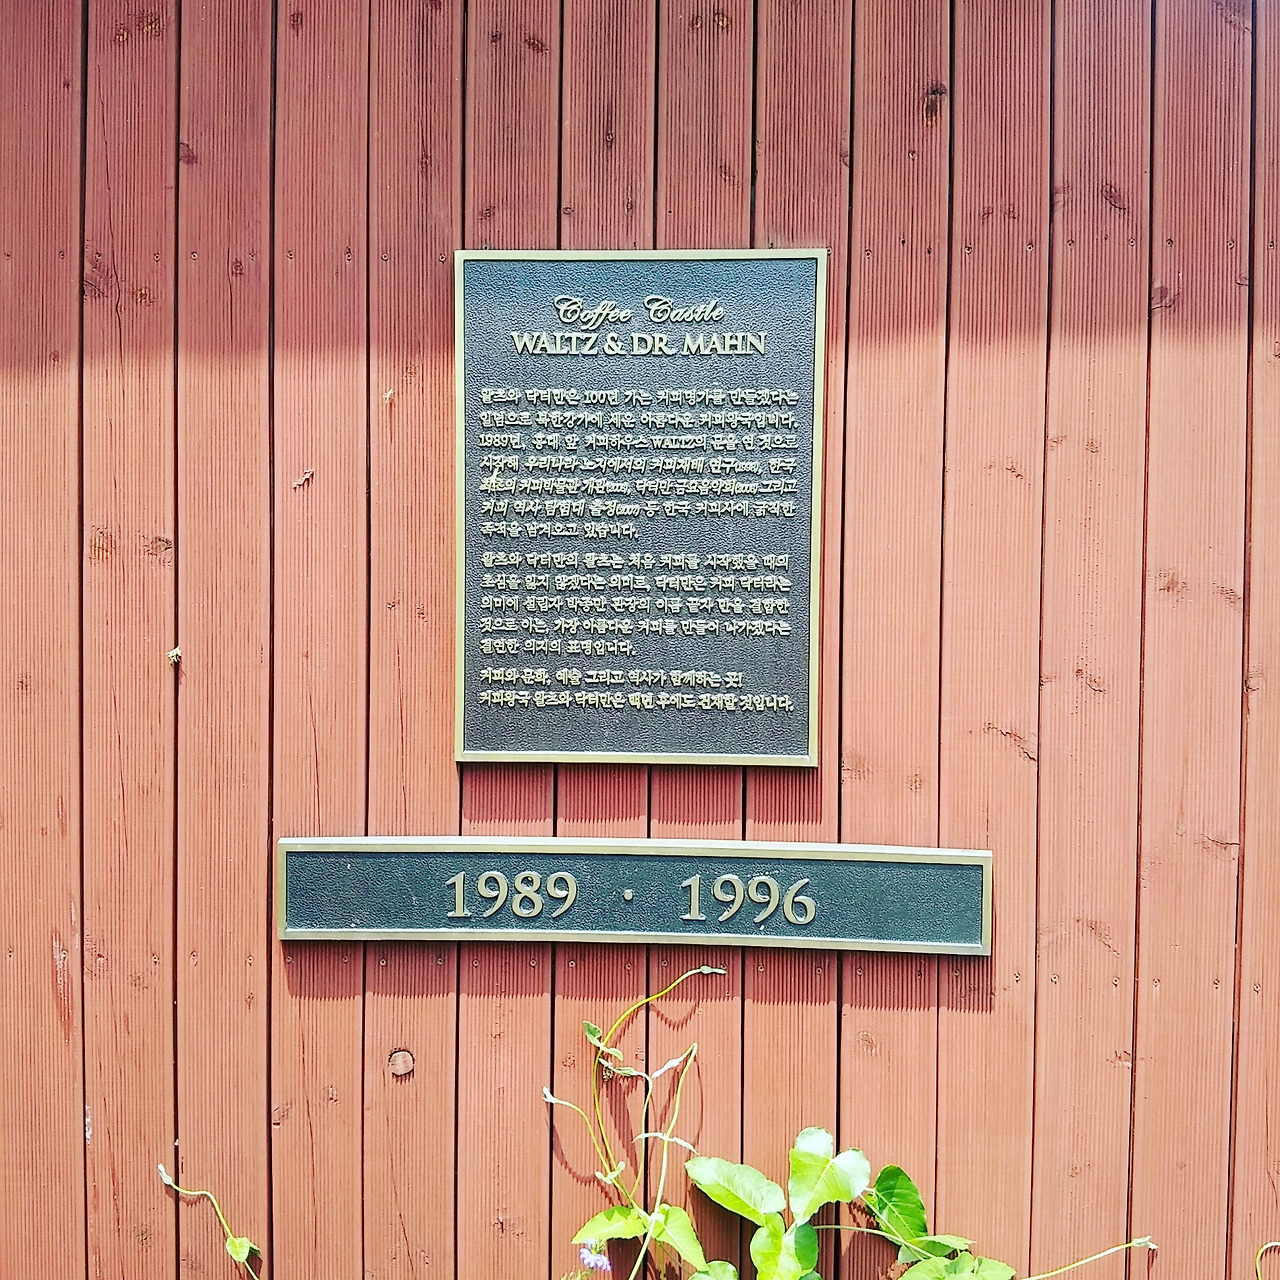 Coffee Castle
WALTZ & DR. MAHN
왈츠와 닥터만은 100년 가는 커피명가를 만들겠다는
일념으로 북한강가에 세운 아름다운 커피왕국입니다.
1989년, 홍대 앞 커피하우스 WALTZ의 문을 연 것으로
시작해 우리나라 노지에서의 커피재배 연구(1998), 한국
최초의 커피박물관 개관(2006), 닥터만 금요음악회(2006) 그리고
커피 역사 탐험대 출정(2007) 등 한국 커피사에 굵직한
족적을 남겨오고 있습니다.
왈츠와 닥터만의 왈츠는 처음 커피를 시작했을 때의
초심을 잃지 않겠다는 의미로, 닥터만은 커피 닥터라는
의미에 설립자 박종만 관장의 이름 끝자 만을 결합한
것으로 이는, 가장 아름다운 커피를 만들어 나가겠다는
결연한 의지의 표명입니다.
커피와 문화, 예술 그리고 역사가 함께하는 곳!
커피왕국 왈츠와 닥터만은 백년 후에도 건재할 것입니다.
1989 · 1996